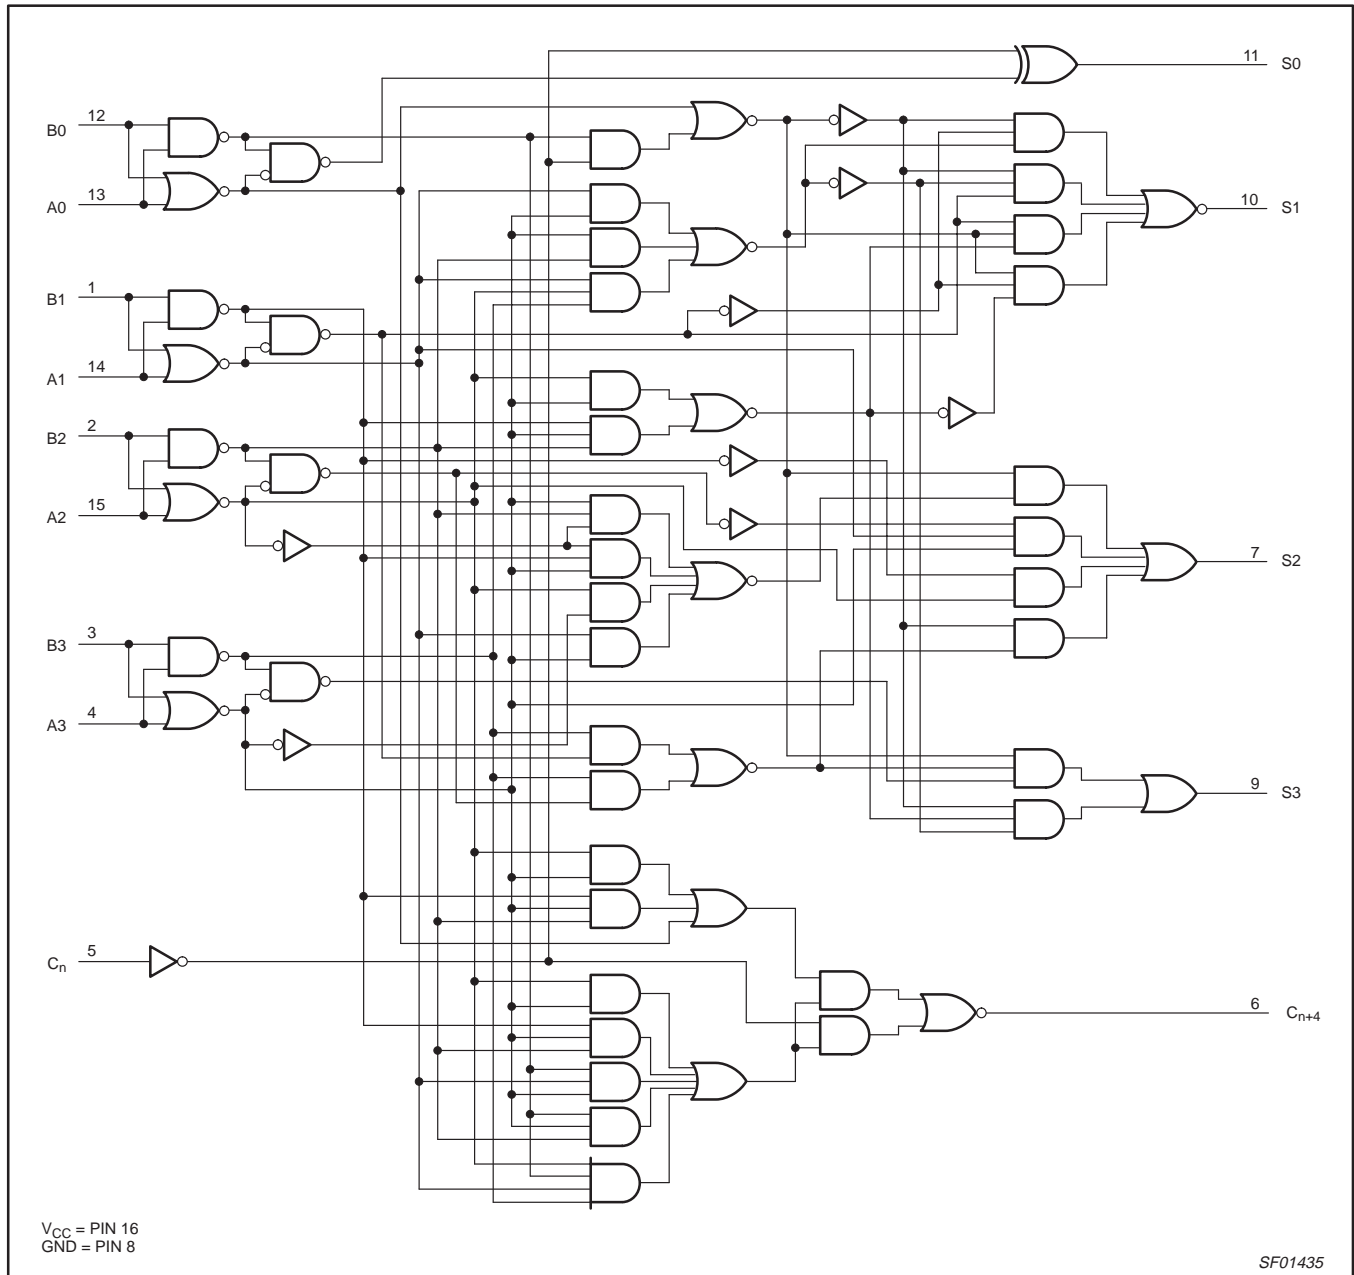 11 S0
B0 12
A0 13
10 S1
B1 1
A1 14
B2 2
A2 15
7 S2
B3 3
A3 4
9 S3
Cn 5
6 Cn+4
VCC = PIN 16
GND = PIN 8
SF01435